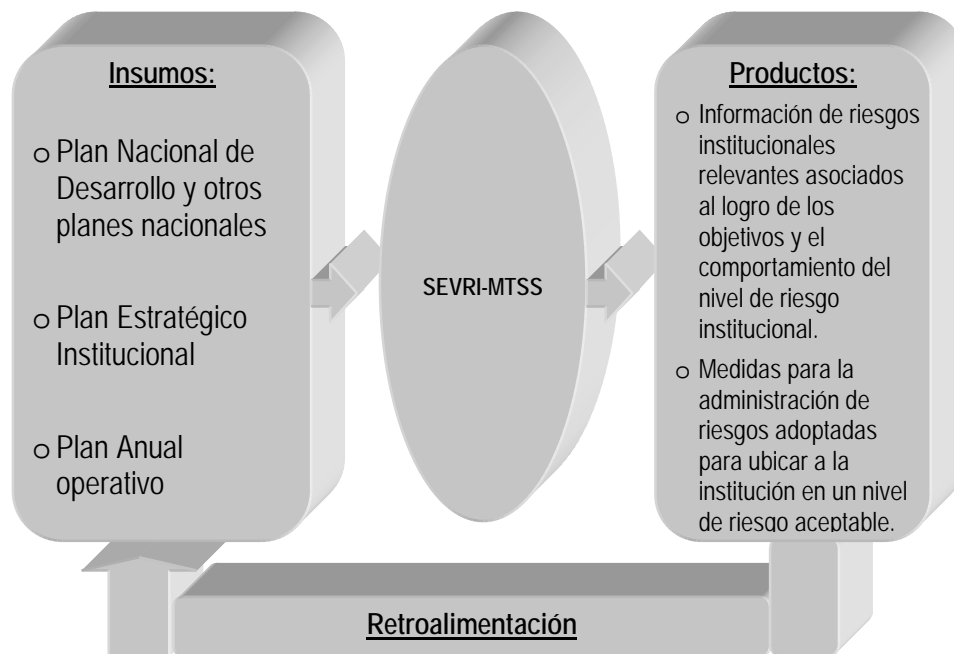 Insumos:
o Plan Nacional de
Desarrollo y otros
planes nacionales
o Plan Estratégico
Institucional
o Plan Anual
operativo
SEVRI-MTSS
Productos:
o Información de riesgos
institucionales
relevantes asociados
al logro de los
objetivos y el
comportamiento del
nivel de riesgo
institucional.
o Medidas para la
administración de
riesgos adoptadas
para ubicar a la
institución en un nivel
de riesgo aceptable.
Retroalimentación